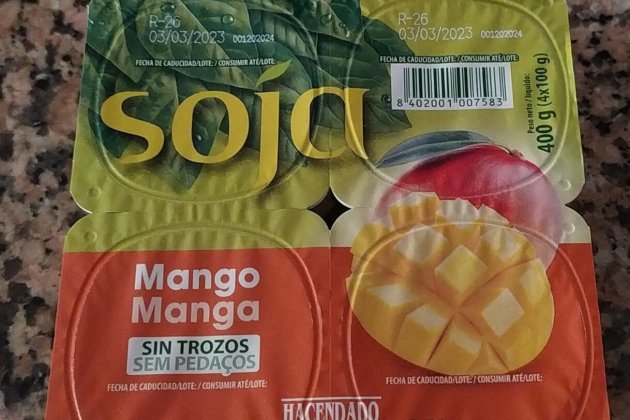 R-26
03/03/2023 001202024
FECHA DE CADUCIDAD/LOTE: / CONSUMIR ATÉ/LOTE:
R-26
03/03/2023 001202024
FECHA DE CADUCIDAD/LOTE: / CONSUMIR ATÉ/LOTE:
8 402001 007583
Peso neto / líquido:
400 g (4x100 g)
soja
Mango
Manga
SIN TROZOS
SEM PEDAÇOS
FECHA DE CADUCIDAD/LOTE: / CONSUMIR ATÉ/LOTE:
FECHA DE CADUCIDAD/LOTE: / CONSUMIR ATÉ/LOTE:
HACENDADO